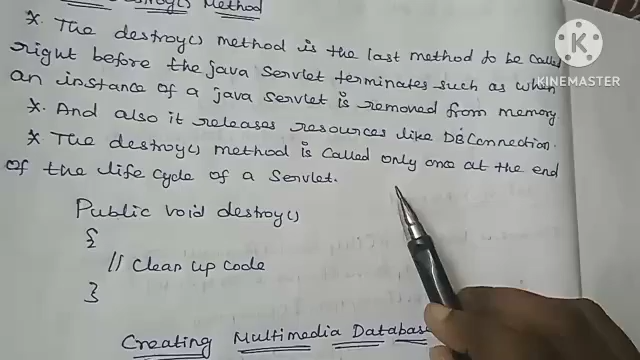 Destroy() Method
* The destroy() method is the last method to be called
right before the java Servlet terminates such as when
an instance of a java Servlet is removed from memory
* And also it releases resources like DB Connection.
* The destroy() method is called only once at the end
of the life cycle of a Servlet.
Public void destroy()
{
// Clean up code
}
Creating Multimedia Databas
KINEMASTER